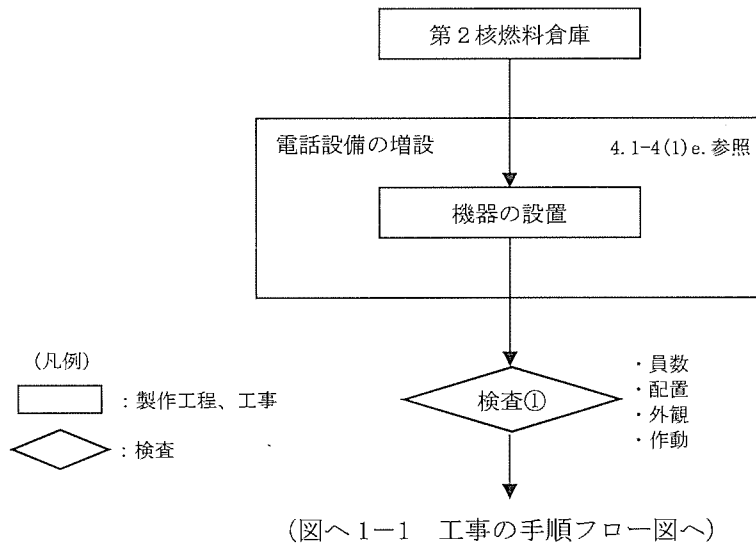 第2核燃料倉庫
電話設備の増設
4.1-4(1)e.参照
機器の設置
検査①
・員数
・配置
・外観
・作動
(凡例)
：製作工程、工事
：検査
(図へ1－1　工事の手順フロー図へ)